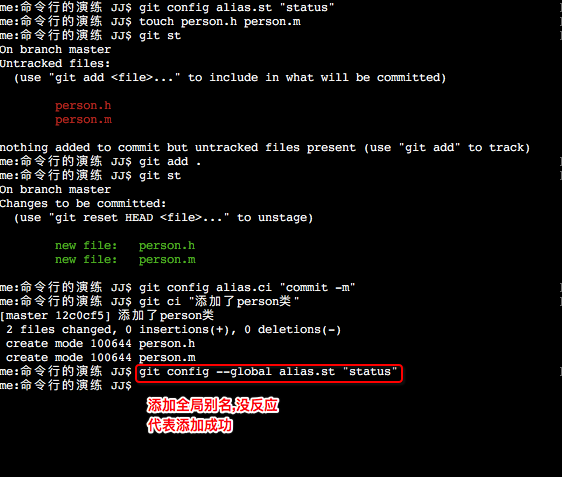 me:命令行的演练 JJ$ git config alias.st "status"
me:命令行的演练 JJ$ touch person.h person.m
me:命令行的演练 JJ$ git st
On branch master
Untracked files:
  (use "git add <file>..." to include in what will be committed)
        person.h
        person.m
nothing added to commit but untracked files present (use "git add" to track)
me:命令行的演练 JJ$ git add .
me:命令行的演练 JJ$ git st
On branch master
Changes to be committed:
  (use "git reset HEAD <file>..." to unstage)
        new file:   person.h
        new file:   person.m
me:命令行的演练 JJ$ git config alias.ci "commit -m"
me:命令行的演练 JJ$ git ci "添加了person类"
[master 12c0cf5] 添加了person类
 2 files changed, 0 insertions(+), 0 deletions(-)
 create mode 100644 person.h
 create mode 100644 person.m
me:命令行的演练 JJ$ git config --global alias.st "status"
me:命令行的演练 JJ$
添加全局别名,没反应
代表添加成功